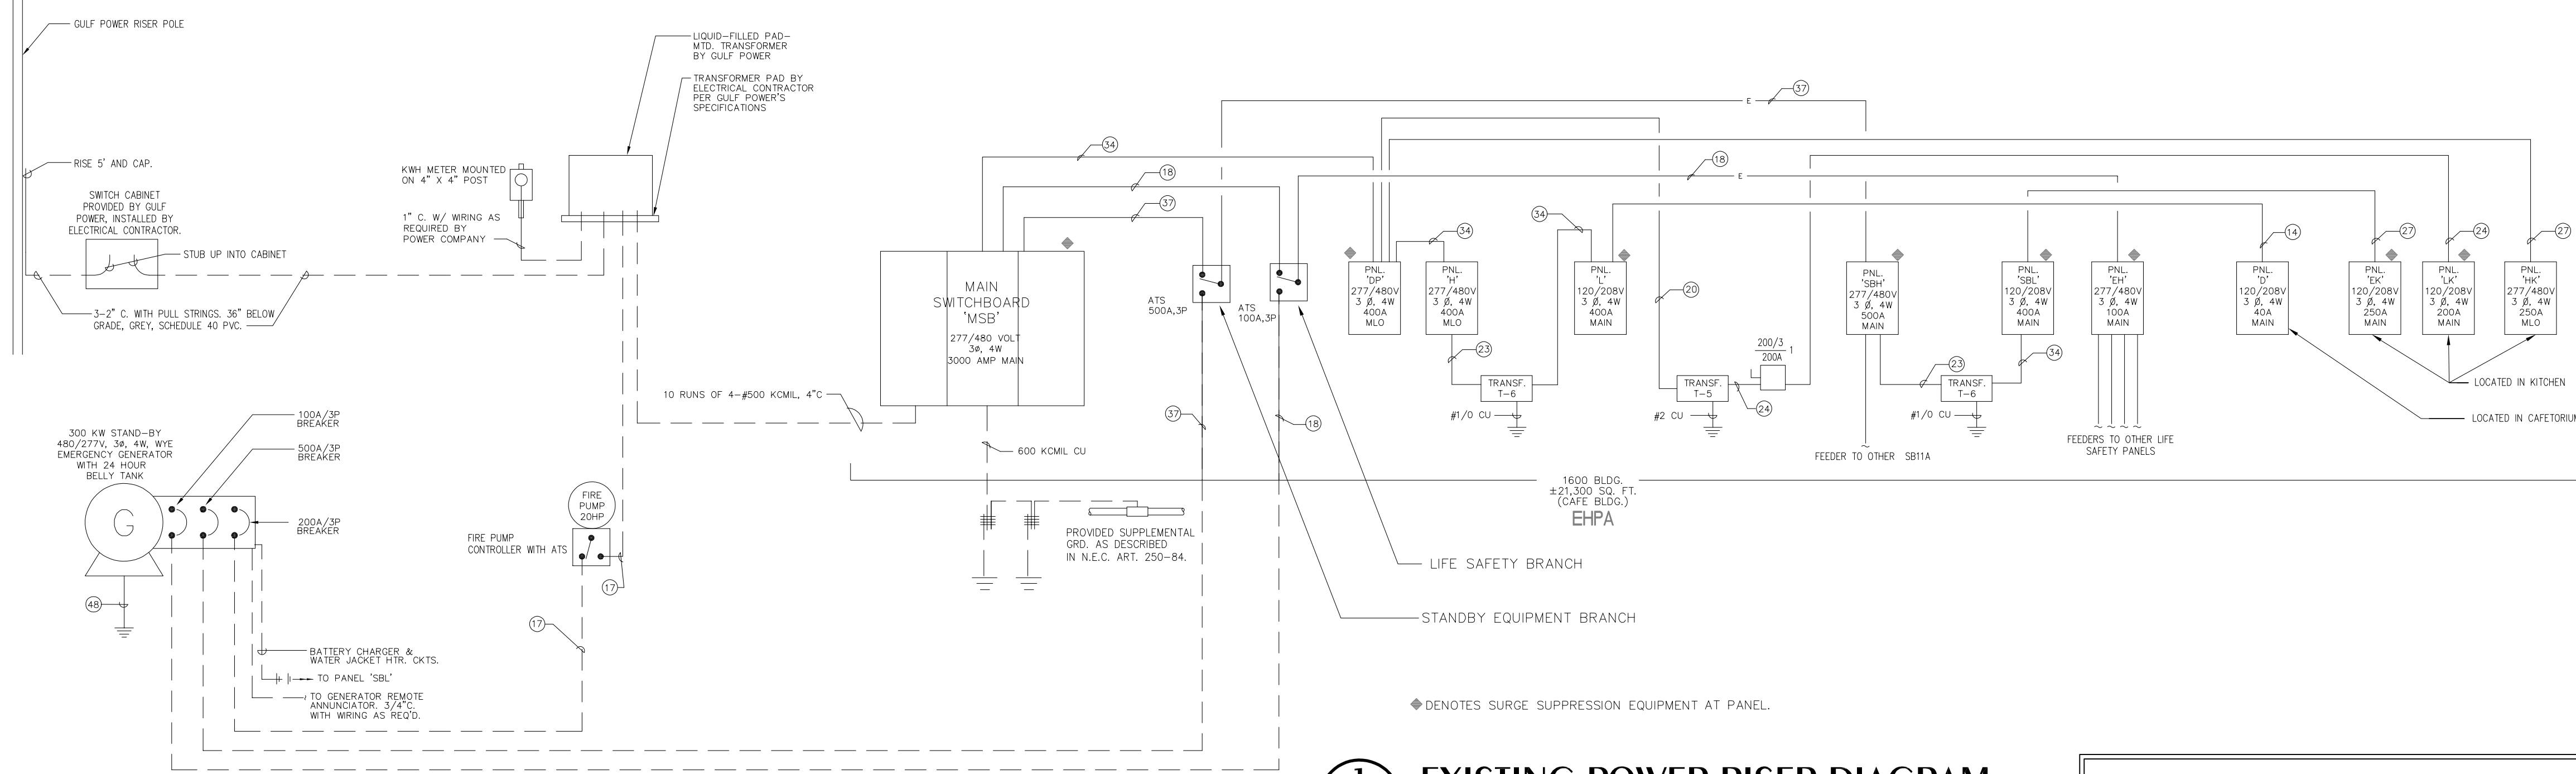 GULF POWER RISER POLE
RISE 5' AND CAP.
SWITCH CABINET
PROVIDED BY GULF
POWER, INSTALLED BY
ELECTRICAL CONTRACTOR.
STUB UP INTO CABINET
3-2" C. WITH PULL STRINGS. 36" BELOW
GRADE, GREY, SCHEDULE 40 PVC.
KWH METER MOUNTED
ON 4" X 4" POST
1" C. W/ WIRING AS
REQUIRED BY
POWER COMPANY
LIQUID-FILLED PAD-
MTD. TRANSFORMER
BY GULF POWER
TRANSFORMER PAD BY
ELECTRICAL CONTRACTOR
PER GULF POWER'S
SPECIFICATIONS
300 KW STAND-BY
480/277V, 3ø, 4W, WYE
EMERGENCY GENERATOR
WITH 24 HOUR
BELLY TANK
G
100A/3P
BREAKER
500A/3P
BREAKER
200A/3P
BREAKER
48
BATTERY CHARGER &
WATER JACKET HTR. CKTS.
TO PANEL 'SBL'
TO GENERATOR REMOTE
ANNUNCIATOR. 3/4"C.
WITH WIRING AS REQ'D.
FIRE
PUMP
20HP
FIRE PUMP
CONTROLLER WITH ATS
17
17
10 RUNS OF 4-#500 KCMIL, 4"C
MAIN
SWITCHBOARD
'MSB'
277/480 VOLT
3ø, 4W
3000 AMP MAIN
600 KCMIL CU
PROVIDED SUPPLEMENTAL
GRD. AS DESCRIBED
IN N.E.C. ART. 250-84.
34
18
37
37
18
ATS
500A,3P
ATS
100A,3P
LIFE SAFETY BRANCH
STANDBY EQUIPMENT BRANCH
E
37
E
18
PNL.
'DP'
277/480V
3 Ø, 4W
400A
MLO
34
PNL.
'H'
277/480V
3 Ø, 4W
400A
MLO
23
TRANSF.
T-6
#1/0 CU
34
PNL.
'L'
120/208V
3 Ø, 4W
400A
MAIN
20
TRANSF.
T-5
#2 CU
24
200/3
200A
1
PNL.
'SBH'
277/480V
3 Ø, 4W
500A
MAIN
FEEDER TO OTHER SB11A
23
TRANSF.
T-6
#1/0 CU
34
PNL.
'SBL'
120/208V
3 Ø, 4W
400A
MAIN
PNL.
'EH'
277/480V
3 Ø, 4W
100A
MAIN
FEEDERS TO OTHER LIFE
SAFETY PANELS
14
PNL.
'D'
120/208V
3 Ø, 4W
40A
MAIN
27
PNL.
'EK'
120/208V
3 Ø, 4W
250A
MAIN
24
PNL.
'LK'
120/208V
3 Ø, 4W
200A
MAIN
27
PNL.
'HK'
277/480V
3 Ø, 4W
250A
MLO
LOCATED IN KITCHEN
LOCATED IN CAFETORIUM
1600 BLDG.
±21,300 SQ. FT.
(CAFE BLDG.)
EHPA
DENOTES SURGE SUPPRESSION EQUIPMENT AT PANEL.
1
EXISTING POWER RISER DIAGRAM